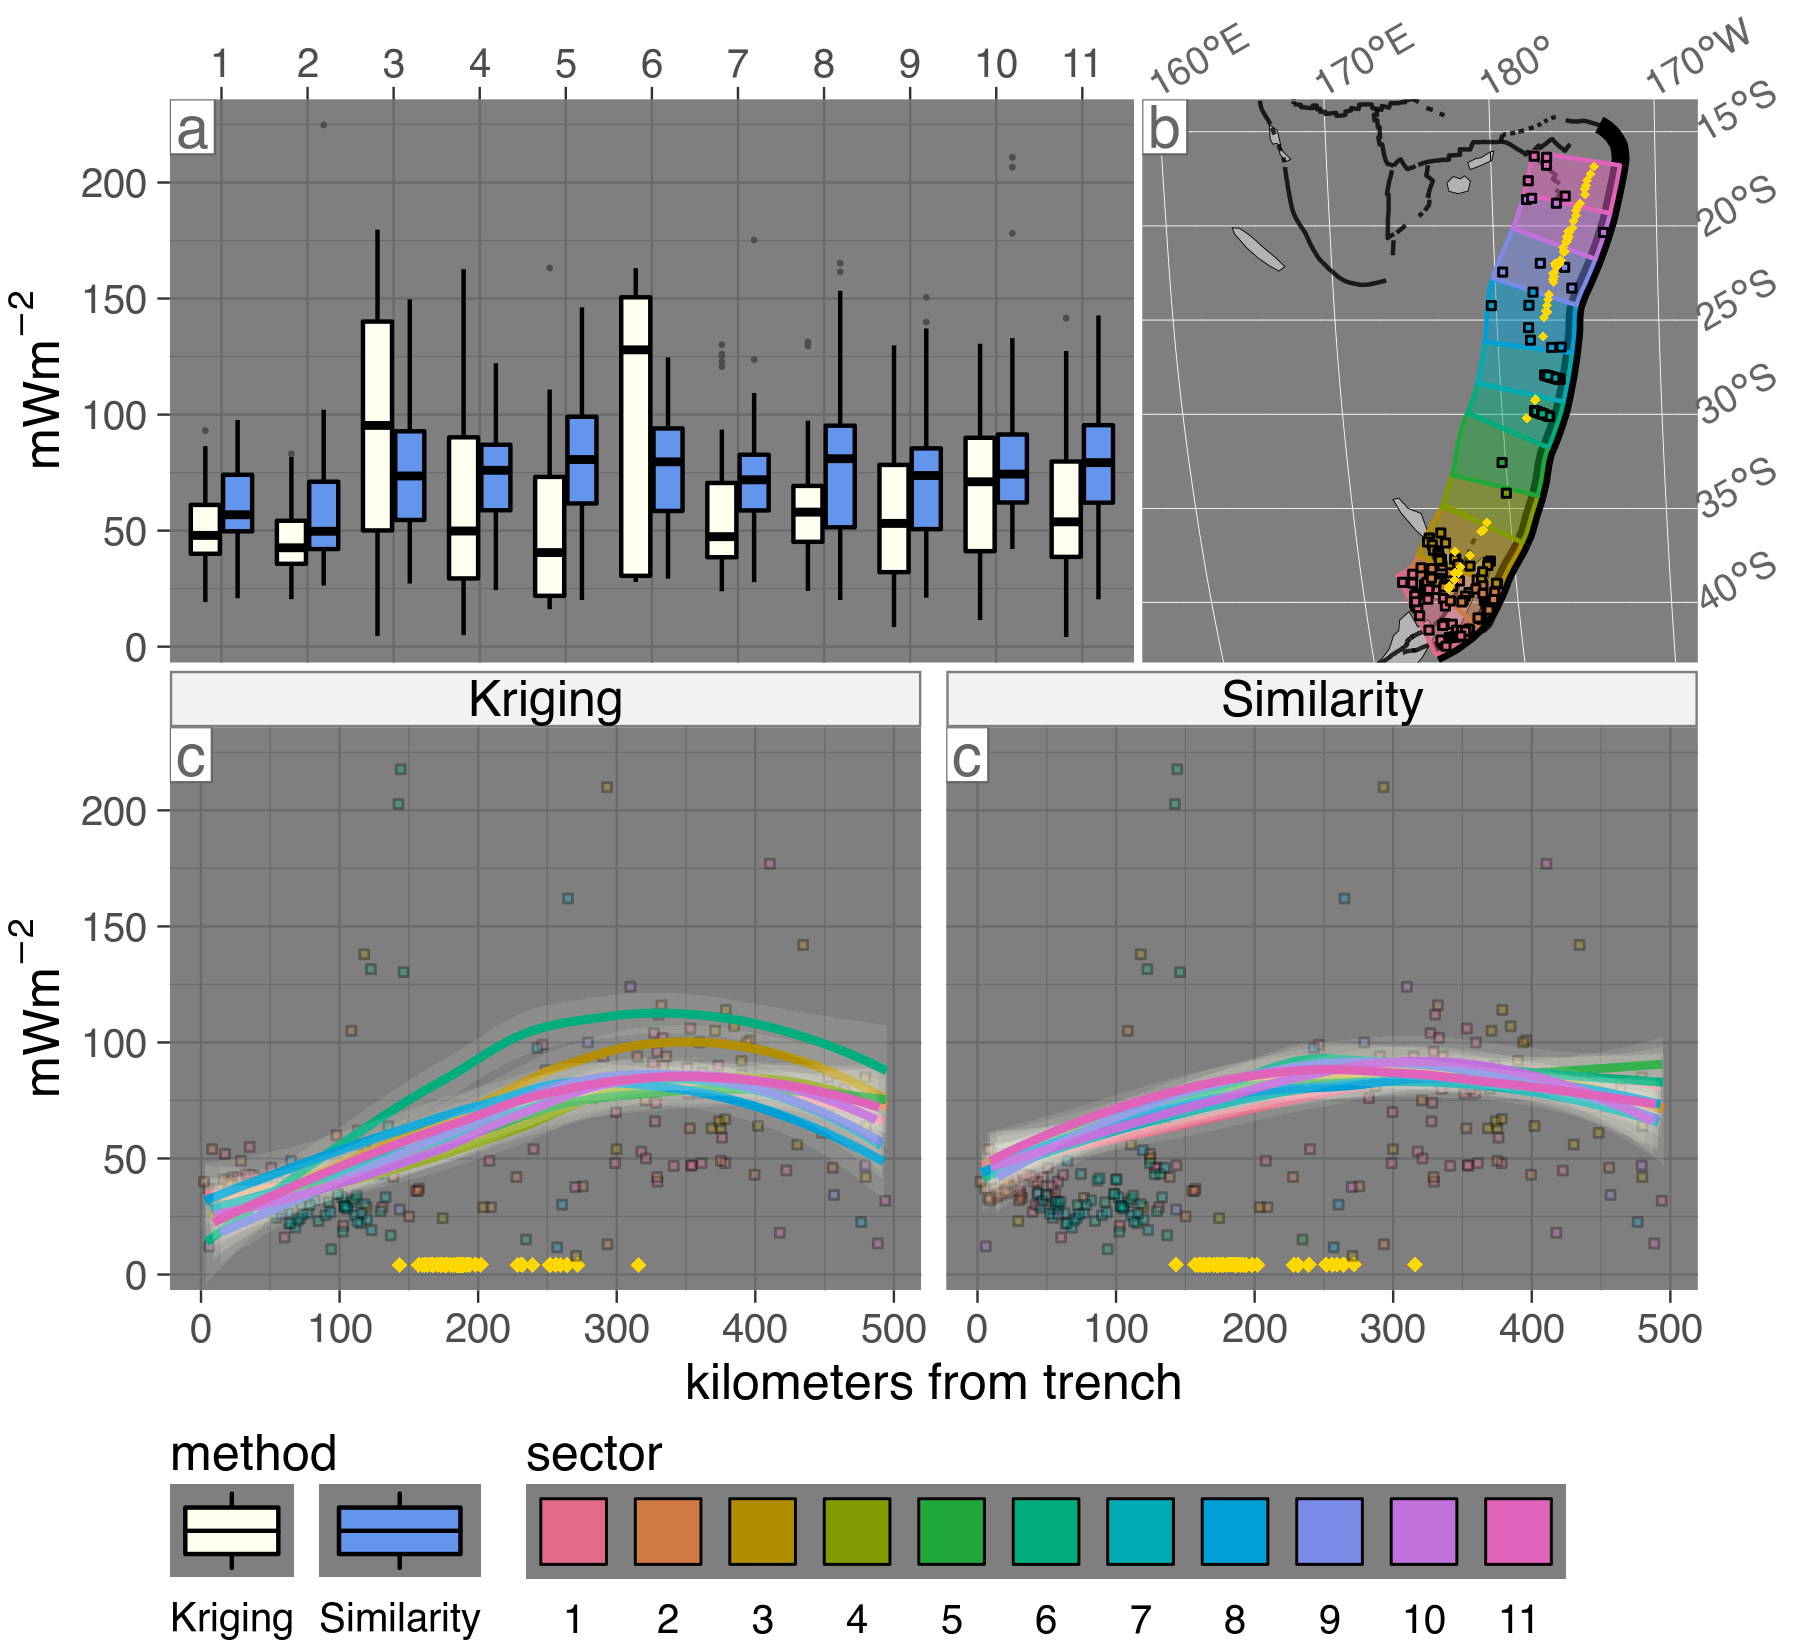 1 2 3 4 5 6 7 8 9 10 11
160°E 170°E 180° 170°W
a
b
200
150
100
50
0
mWm⁻²
15°S
20°S
25°S
30°S
35°S
40°S
Kriging
Similarity
c
c
200
150
100
50
0
mWm⁻²
0 100 200 300 400 500
0 100 200 300 400 500
kilometers from trench
method
Kriging Similarity
sector
1 2 3 4 5 6 7 8 9 10 11